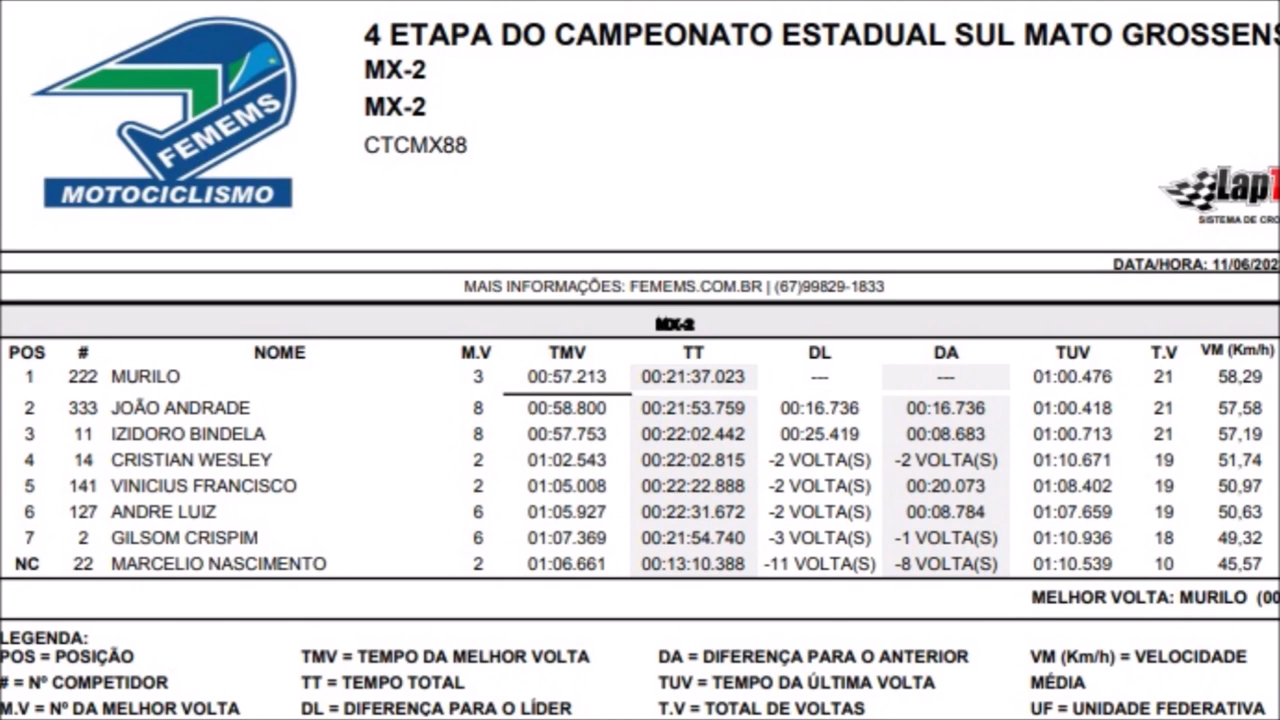 FEMEMS
MOTOCICLISMO
4 ETAPA DO CAMPEONATO ESTADUAL SUL MATO GROSSENS
MX-2
MX-2
CTCMX88
LapT
SISTEMA DE CRO
DATA/HORA: 11/06/202
MAIS INFORMAÇÕES: FEMEMS.COM.BR | (67)99829-1833
MX-2
POS # NOME M.V TMV TT DL DA TUV T.V VM (Km/h)
1 222 MURILO 3 00:57.213 00:21:37.023 --- --- 01:00.476 21 58,29
2 333 JOÃO ANDRADE 8 00:58.800 00:21:53.759 00:16.736 00:16.736 01:00.418 21 57,58
3 11 IZIDORO BINDELA 8 00:57.753 00:22:02.442 00:25.419 00:08.683 01:00.713 21 57,19
4 14 CRISTIAN WESLEY 2 01:02.543 00:22:02.815 -2 VOLTA(S) -2 VOLTA(S) 01:10.671 19 51,74
5 141 VINICIUS FRANCISCO 2 01:05.008 00:22:22.888 -2 VOLTA(S) 00:20.073 01:08.402 19 50,97
6 127 ANDRE LUIZ 6 01:05.927 00:22:31.672 -2 VOLTA(S) 00:08.784 01:07.659 19 50,63
7 2 GILSOM CRISPIM 6 01:07.369 00:21:54.740 -3 VOLTA(S) -1 VOLTA(S) 01:10.936 18 49,32
NC 22 MARCELIO NASCIMENTO 2 01:06.661 00:13:10.388 -11 VOLTA(S) -8 VOLTA(S) 01:10.539 10 45,57
MELHOR VOLTA: MURILO (00
LEGENDA:
POS = POSIÇÃO TMV = TEMPO DA MELHOR VOLTA DA = DIFERENÇA PARA O ANTERIOR VM (Km/h) = VELOCIDADE
# = Nº COMPETIDOR TT = TEMPO TOTAL TUV = TEMPO DA ÚLTIMA VOLTA MÉDIA
M.V = Nº DA MELHOR VOLTA DL = DIFERENÇA PARA O LÍDER T.V = TOTAL DE VOLTAS UF = UNIDADE FEDERATIVA